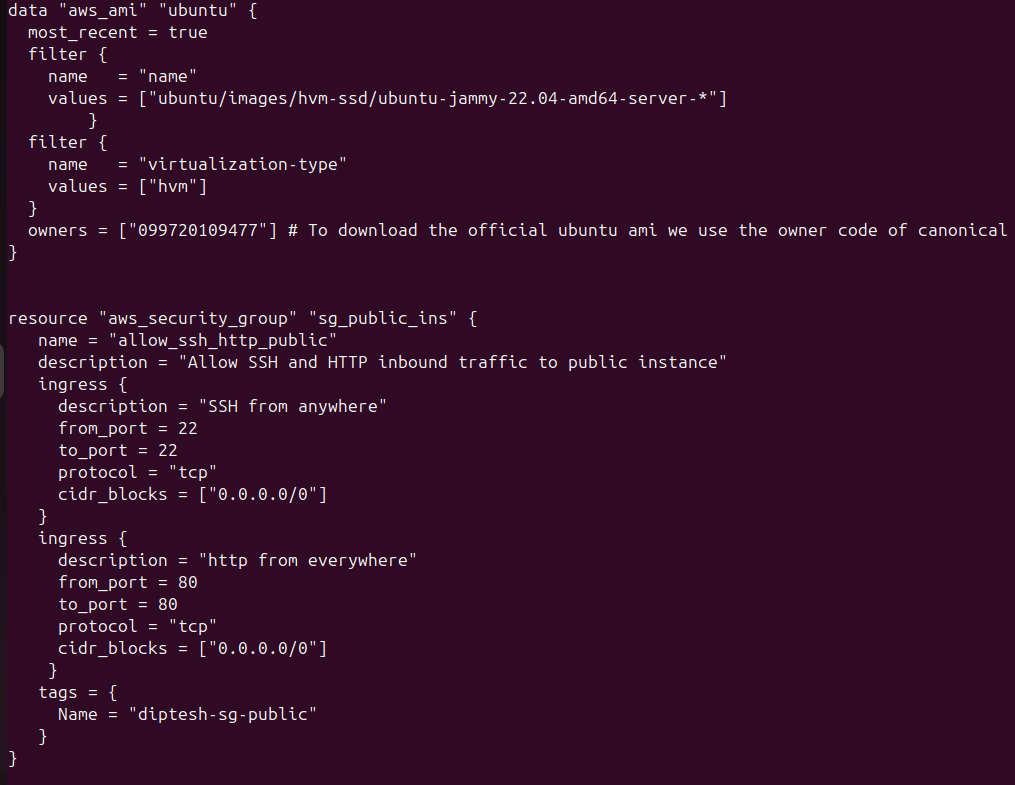 data "aws_ami" "ubuntu" {
  most_recent = true
  filter {
    name   = "name"
    values = ["ubuntu/images/hvm-ssd/ubuntu-jammy-22.04-amd64-server-*"]
        }
  filter {
    name   = "virtualization-type"
    values = ["hvm"]
  }
  owners = ["099720109477"] # To download the official ubuntu ami we use the owner code of canonical
}


resource "aws_security_group" "sg_public_ins" {
   name = "allow_ssh_http_public"
   description = "Allow SSH and HTTP inbound traffic to public instance"
   ingress {
     description = "SSH from anywhere"
     from_port = 22
     to_port = 22
     protocol = "tcp"
     cidr_blocks = ["0.0.0.0/0"]
   }
   ingress {
     description = "http from everywhere"
     from_port = 80
     to_port = 80
     protocol = "tcp"
     cidr_blocks = ["0.0.0.0/0"]
    }
   tags = {
     Name = "diptesh-sg-public"
   }
}